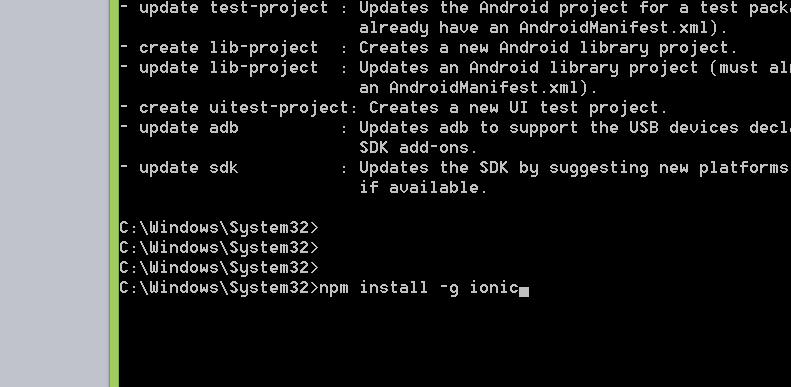 - update test-project : Updates the Android project for a test
already have an AndroidManifest.xml).
- create lib-project : Creates a new Android library project.
- update lib-project : Updates an Android library project (must
an AndroidManifest.xml).
- create uitest-project: Creates a new UI test project.
- update adb : Updates adb to support the USB devices
SDK add-ons.
- update sdk : Updates the SDK by suggesting new platforms
if available.
C:\Windows\System32>
C:\Windows\System32>
C:\Windows\System32>
C:\Windows\System32>npm install -g ionic